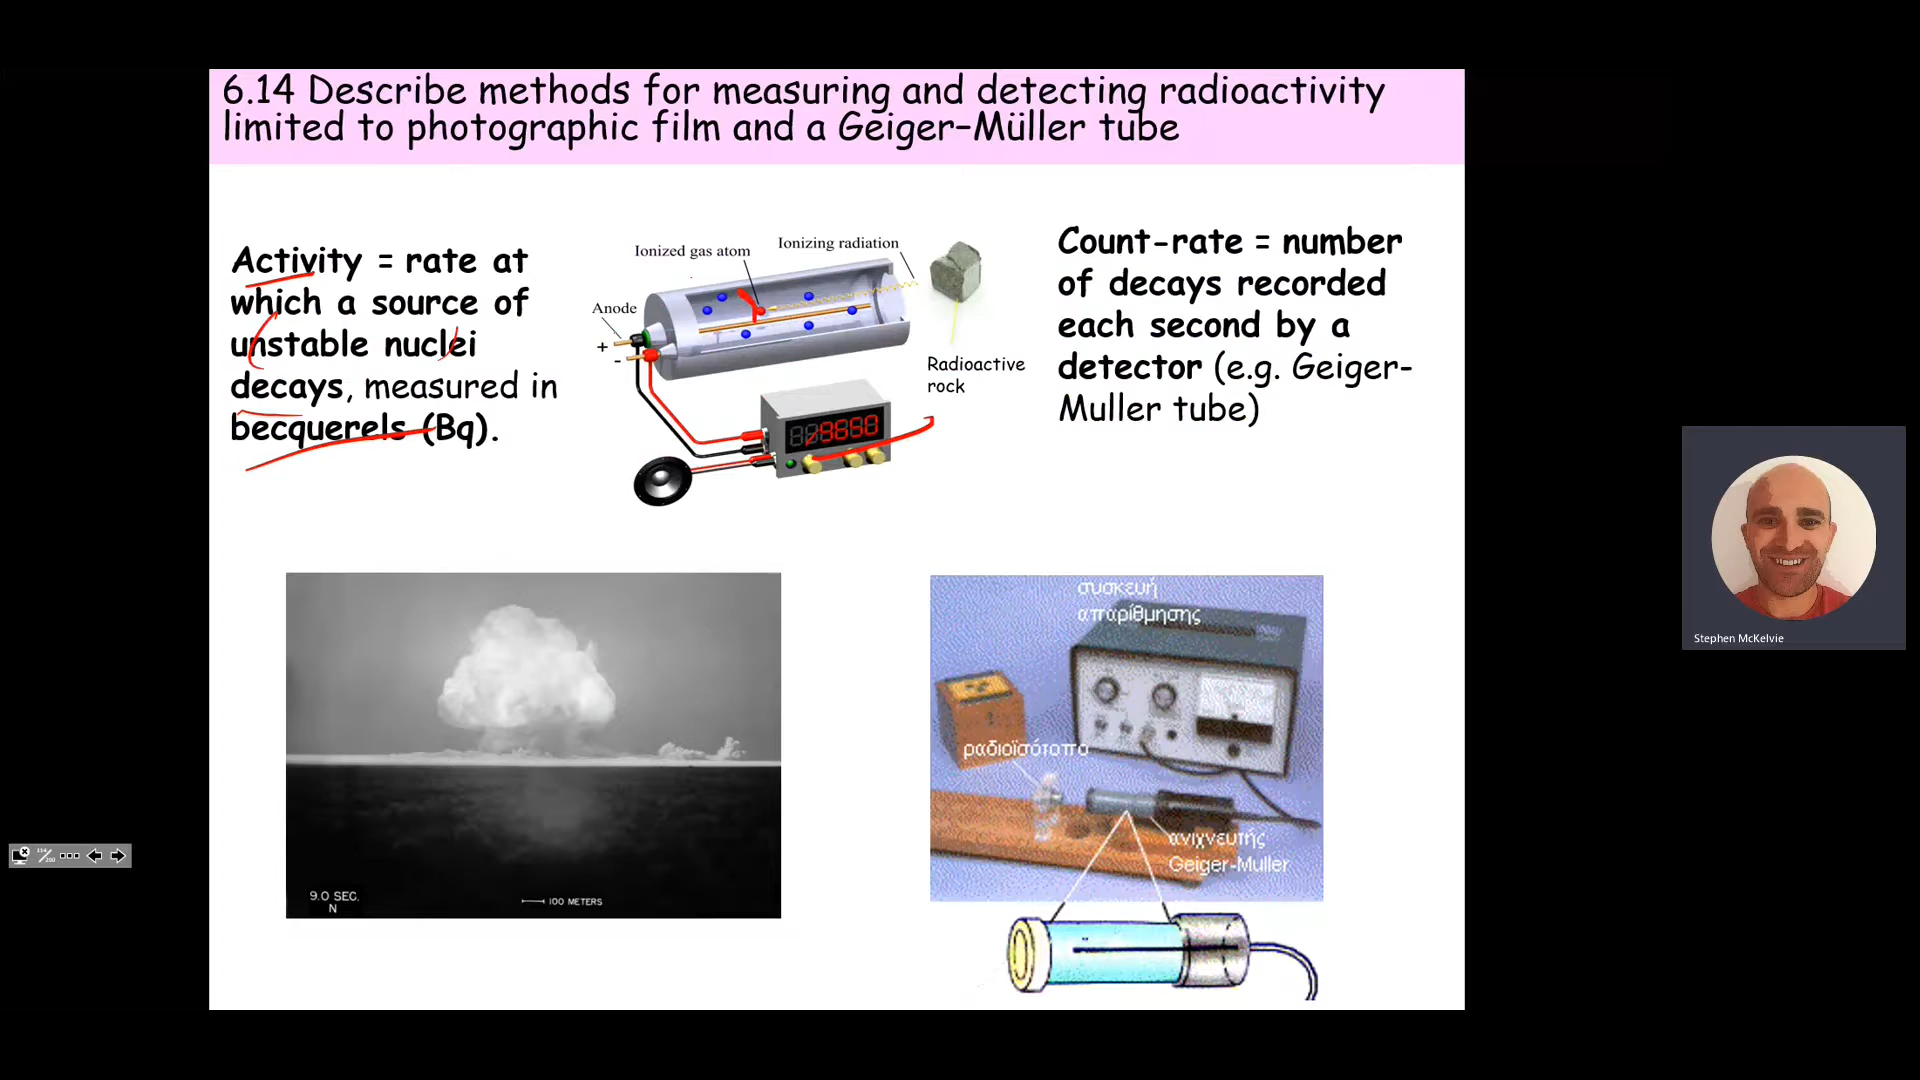 6.14 Describe methods for measuring and detecting radioactivity
limited to photographic film and a Geiger–Müller tube
Activity = rate at
which a source of
unstable nuclei
decays, measured in
becquerels (Bq).
Ionized gas atom
Ionizing radiation
Anode
+
-
Radioactive
rock
Count-rate = number
of decays recorded
each second by a
detector (e.g. Geiger-
Muller tube)
9.0 SEC.
N
100 METERS
συσκευή
απαρίθμησης
ραδιοϊσότοπο
ανιχνευτής
Geiger-Muller
Stephen McKelvie